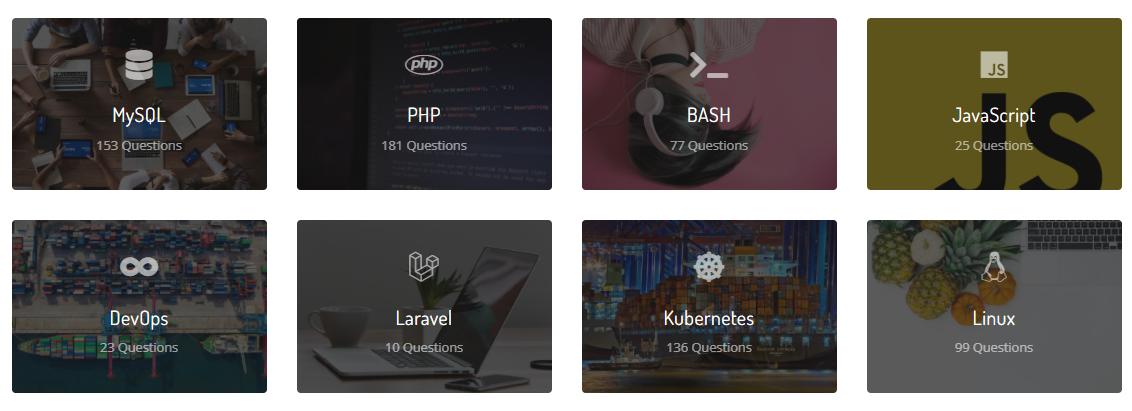 MySQL
153 Questions
php
PHP
181 Questions
BASH
77 Questions
JS
JavaScript
25 Questions
JS
DevOps
23 Questions
Laravel
10 Questions
Kubernetes
136 Questions
Linux
99 Questions